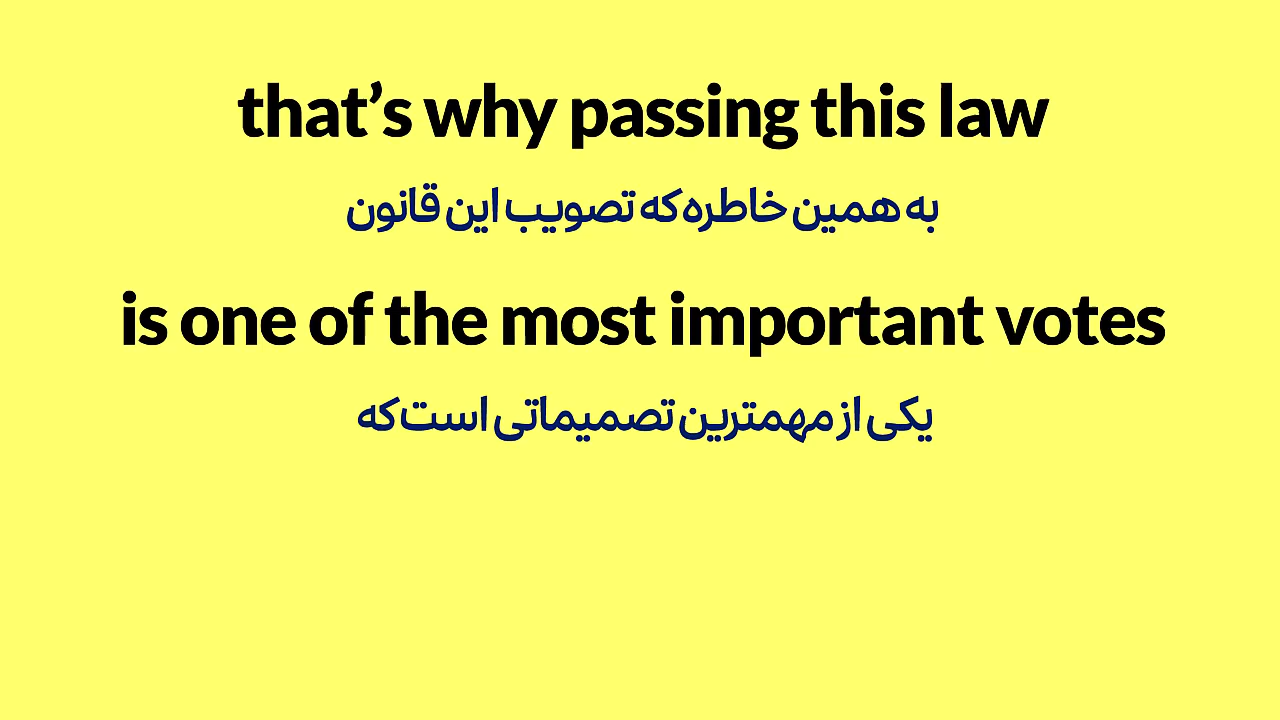 that’s why passing this law
به همین خاطره که تصویب این قانون
is one of the most important votes
یکی از مهمترین تصمیماتی است که